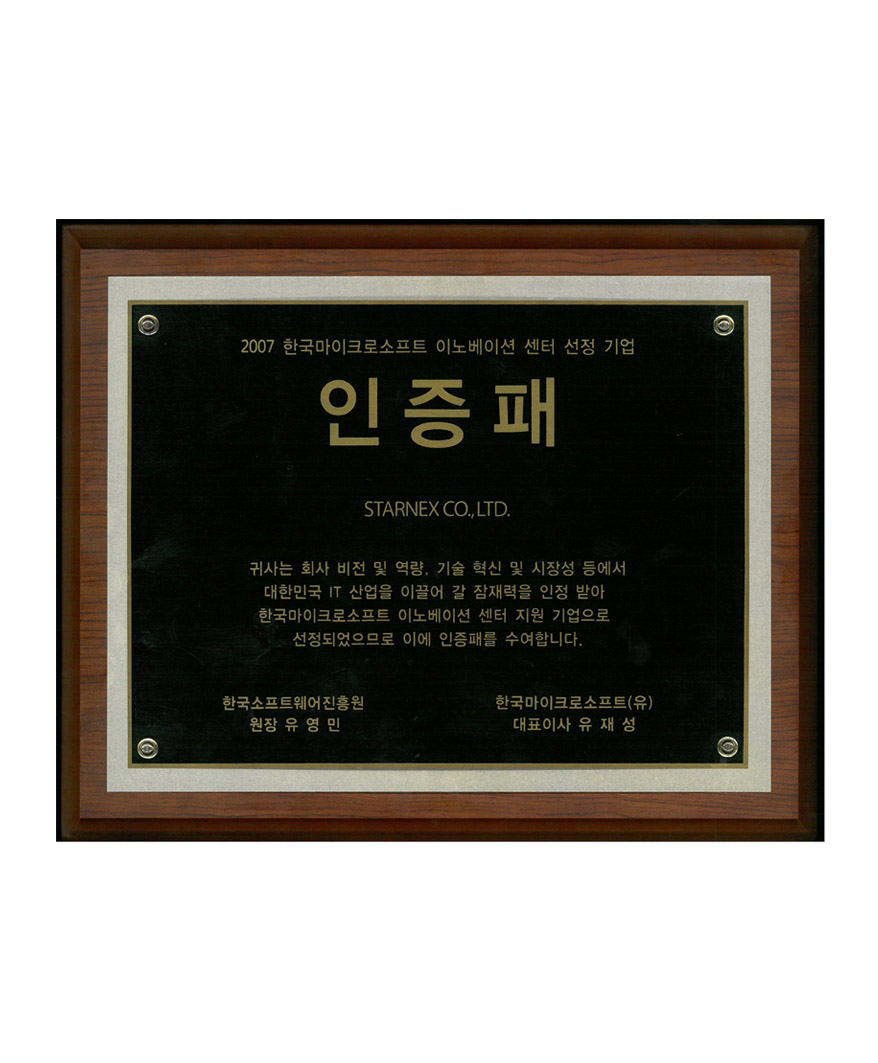 2007 한국마이크로소프트 이노베이션 센터 선정 기업
인증패
STARNEX CO.,LTD.
귀사는 회사 비전 및 역량. 기술 혁신 및 시장성 등에서
대한민국 IT 산업을 이끌어 갈 잠재력을 인정 받아
한국마이크로소프트 이노베이션 센터 지원 기업으로
선정되었으므로 이에 인증패를 수여합니다.
한국소프트웨어진흥원
원장 유 영 민
한국마이크로소프트(유)
대표이사 유 재 성